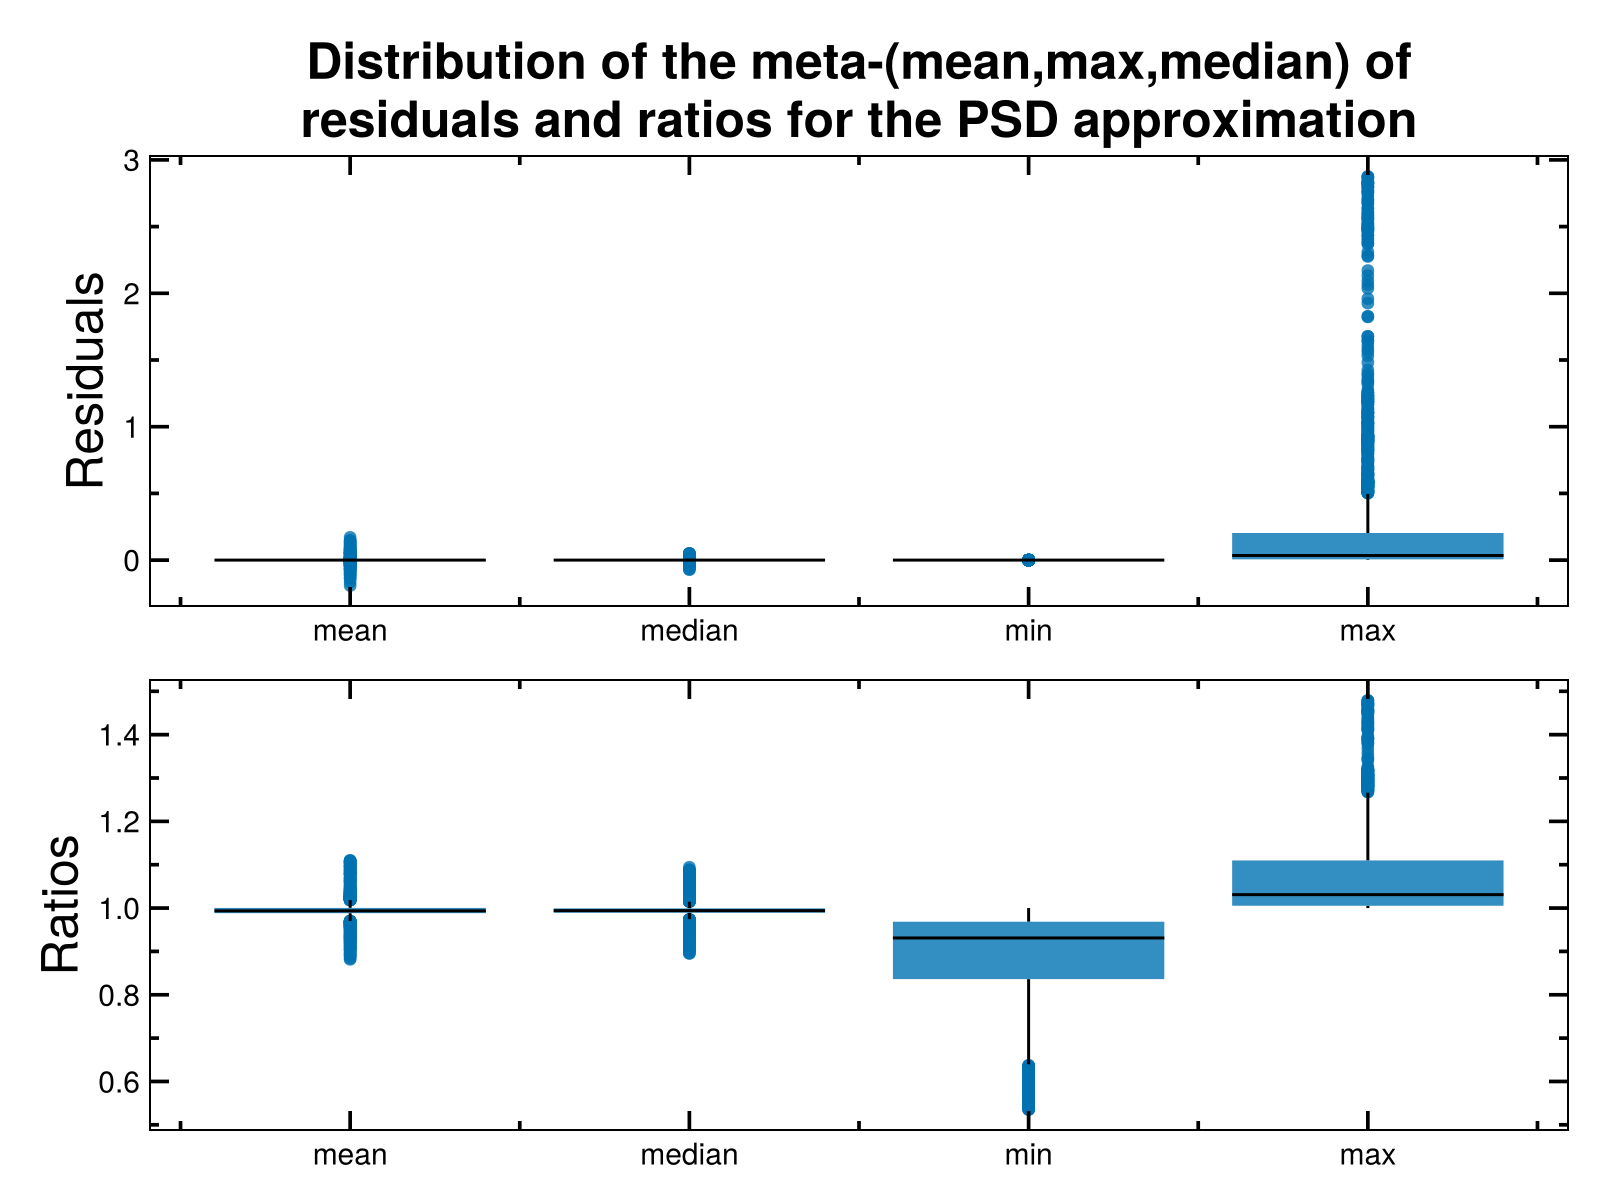 Distribution of the meta-(mean,max,median) of
residuals and ratios for the PSD approximation
Residuals
3
2
1
0
mean median min max
Ratios
1.4
1.2
1.0
0.8
0.6
mean median min max